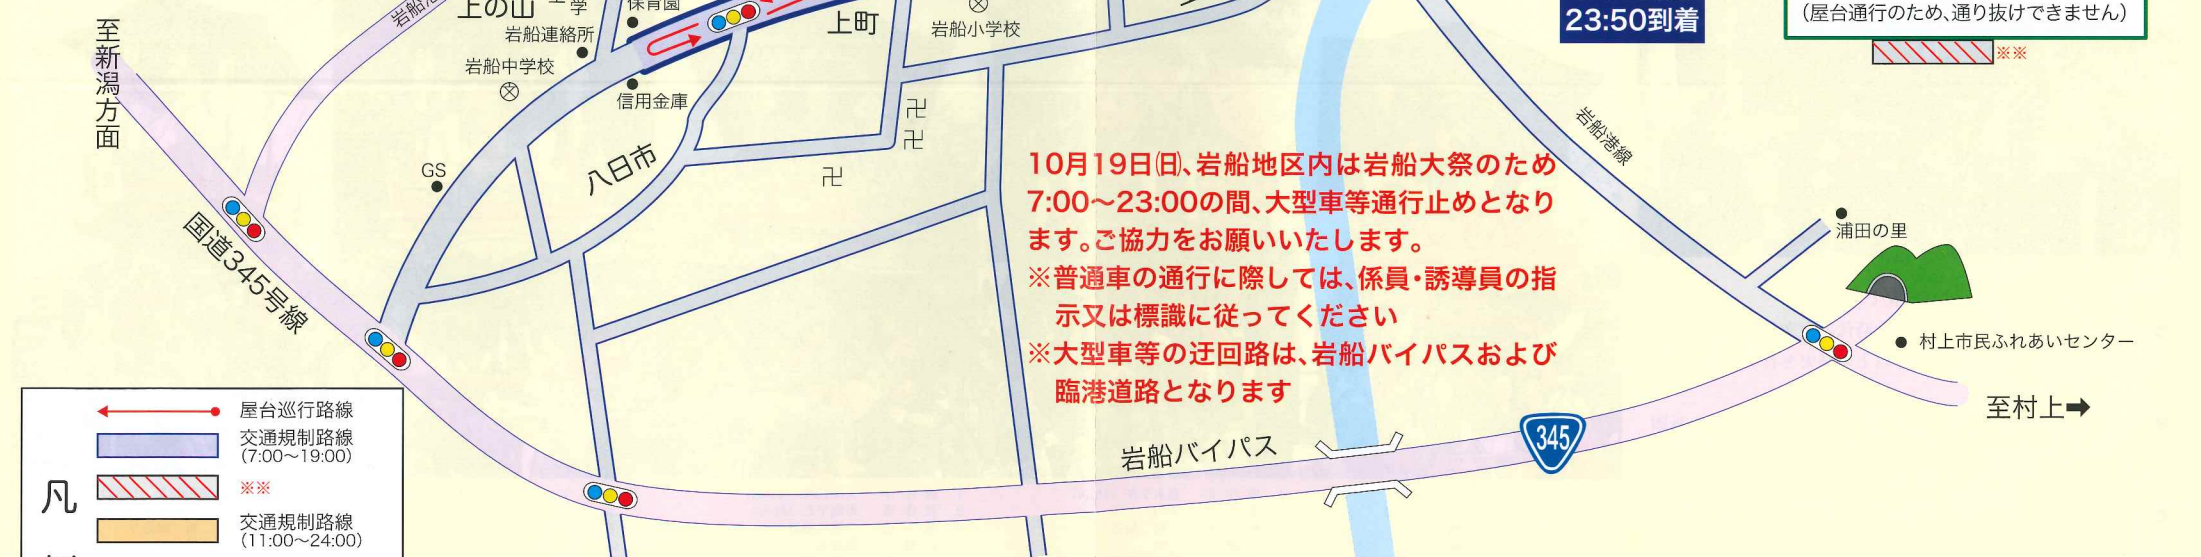 岩船
上の山
学
保育園
岩船連絡所
上町
岩船小学校
23:50到着
(屋台通行のため、通り抜けできません)
※※
至新潟方面
岩船中学校
信用金庫
岩船港線
GS
八日市
10月19日(日)、岩船地区内は岩船大祭のため
7:00〜23:00の間、大型車等通行止めとなり
ます。ご協力をお願いいたします。
※普通車の通行に際しては、係員・誘導員の指
示又は標識に従ってください
※大型車等の迂回路は、岩船バイパスおよび
臨港道路となります
浦田の里
国道345号線
村上市民ふれあいセンター
至村上➡
345
岩船バイパス
屋台巡行路線
交通規制路線
(7:00〜19:00)
※※
凡
交通規制路線
(11:00〜24:00)